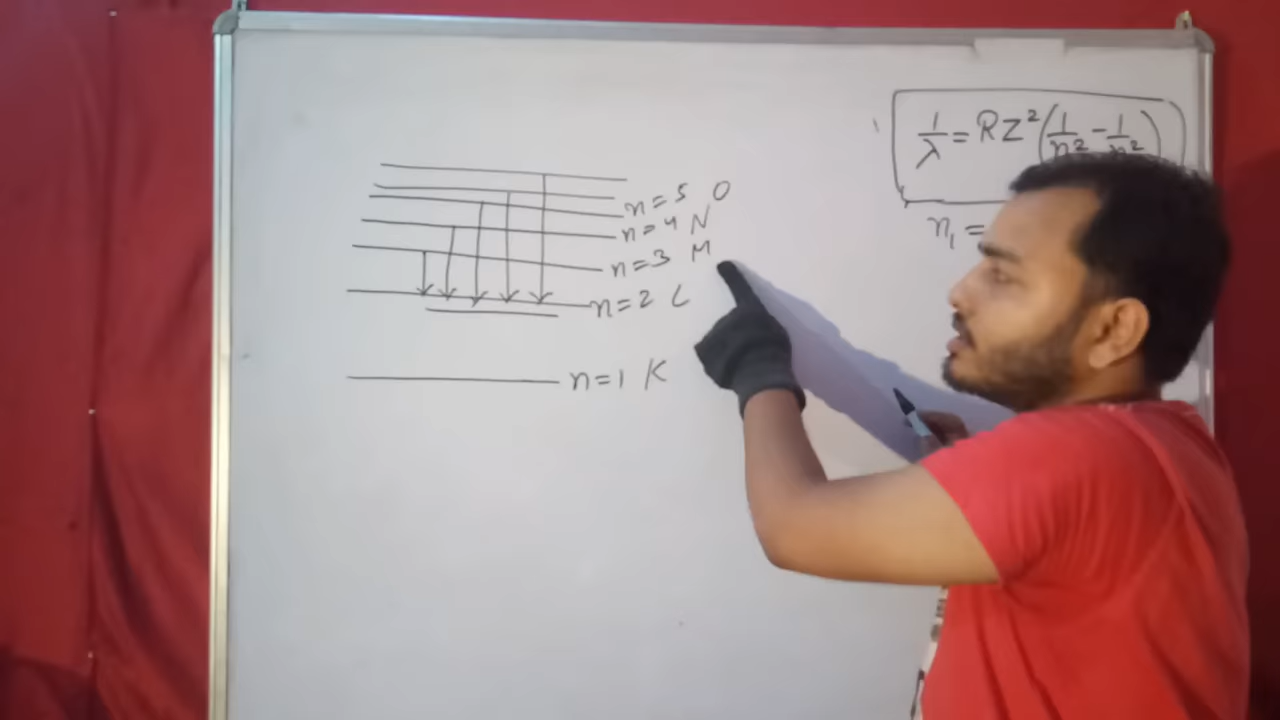 1/λ = RZ²(1/n² - 1/n²)
n₁ =
n=5 O
n=4 N
n=3 M
n=2 L
n=1 K